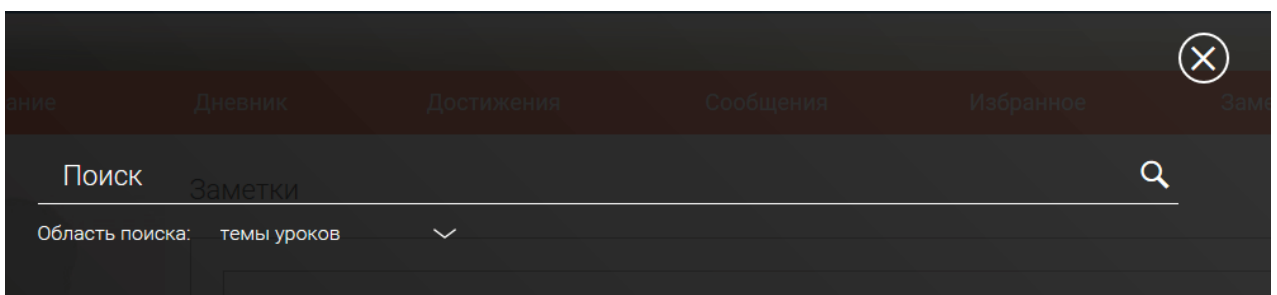 ание Дневник Достижения Сообщения Избранное Заме
Поиск
Заметки
Область поиска: темы уроков